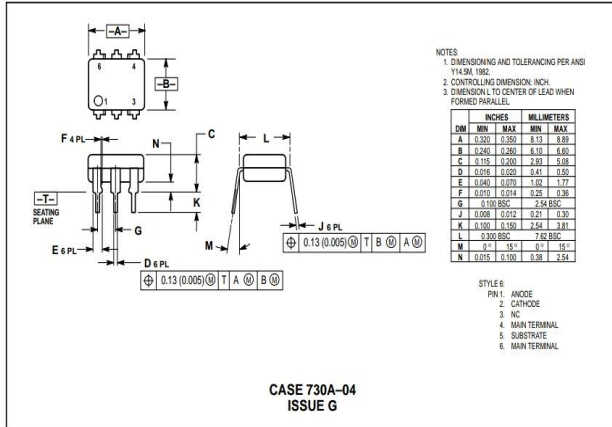 –A–
6 4
–B–
1 3
NOTES:
1. DIMENSIONING AND TOLERANCING PER ANSI
Y14.5M, 1982.
2. CONTROLLING DIMENSION: INCH.
3. DIMENSION L TO CENTER OF LEAD WHEN
FORMED PARALLEL.
INCHES MILLIMETERS
DIM MIN MAX MIN MAX
A 0.320 0.350 8.13 8.89
B 0.240 0.260 6.10 6.60
C 0.115 0.200 2.93 5.08
D 0.016 0.020 0.41 0.50
E 0.040 0.070 1.02 1.77
F 0.010 0.014 0.25 0.36
G 0.100 BSC 2.54 BSC
J 0.008 0.012 0.21 0.30
K 0.100 0.150 2.54 3.81
L 0.300 BSC 7.62 BSC
M 0° 15° 0° 15°
N 0.015 0.100 0.38 2.54
F 4 PL
N
C
L
–T–
SEATING
PLANE
K
G
M
J 6 PL
E 6 PL
D 6 PL
⌖ 0.13 (0.005) Ⓜ T B Ⓜ A Ⓜ
⌖ 0.13 (0.005) Ⓜ T A Ⓜ B Ⓜ
STYLE 6:
PIN 1. ANODE
2. CATHODE
3. NC
4. MAIN TERMINAL
5. SUBSTRATE
6. MAIN TERMINAL
CASE 730A–04
ISSUE G